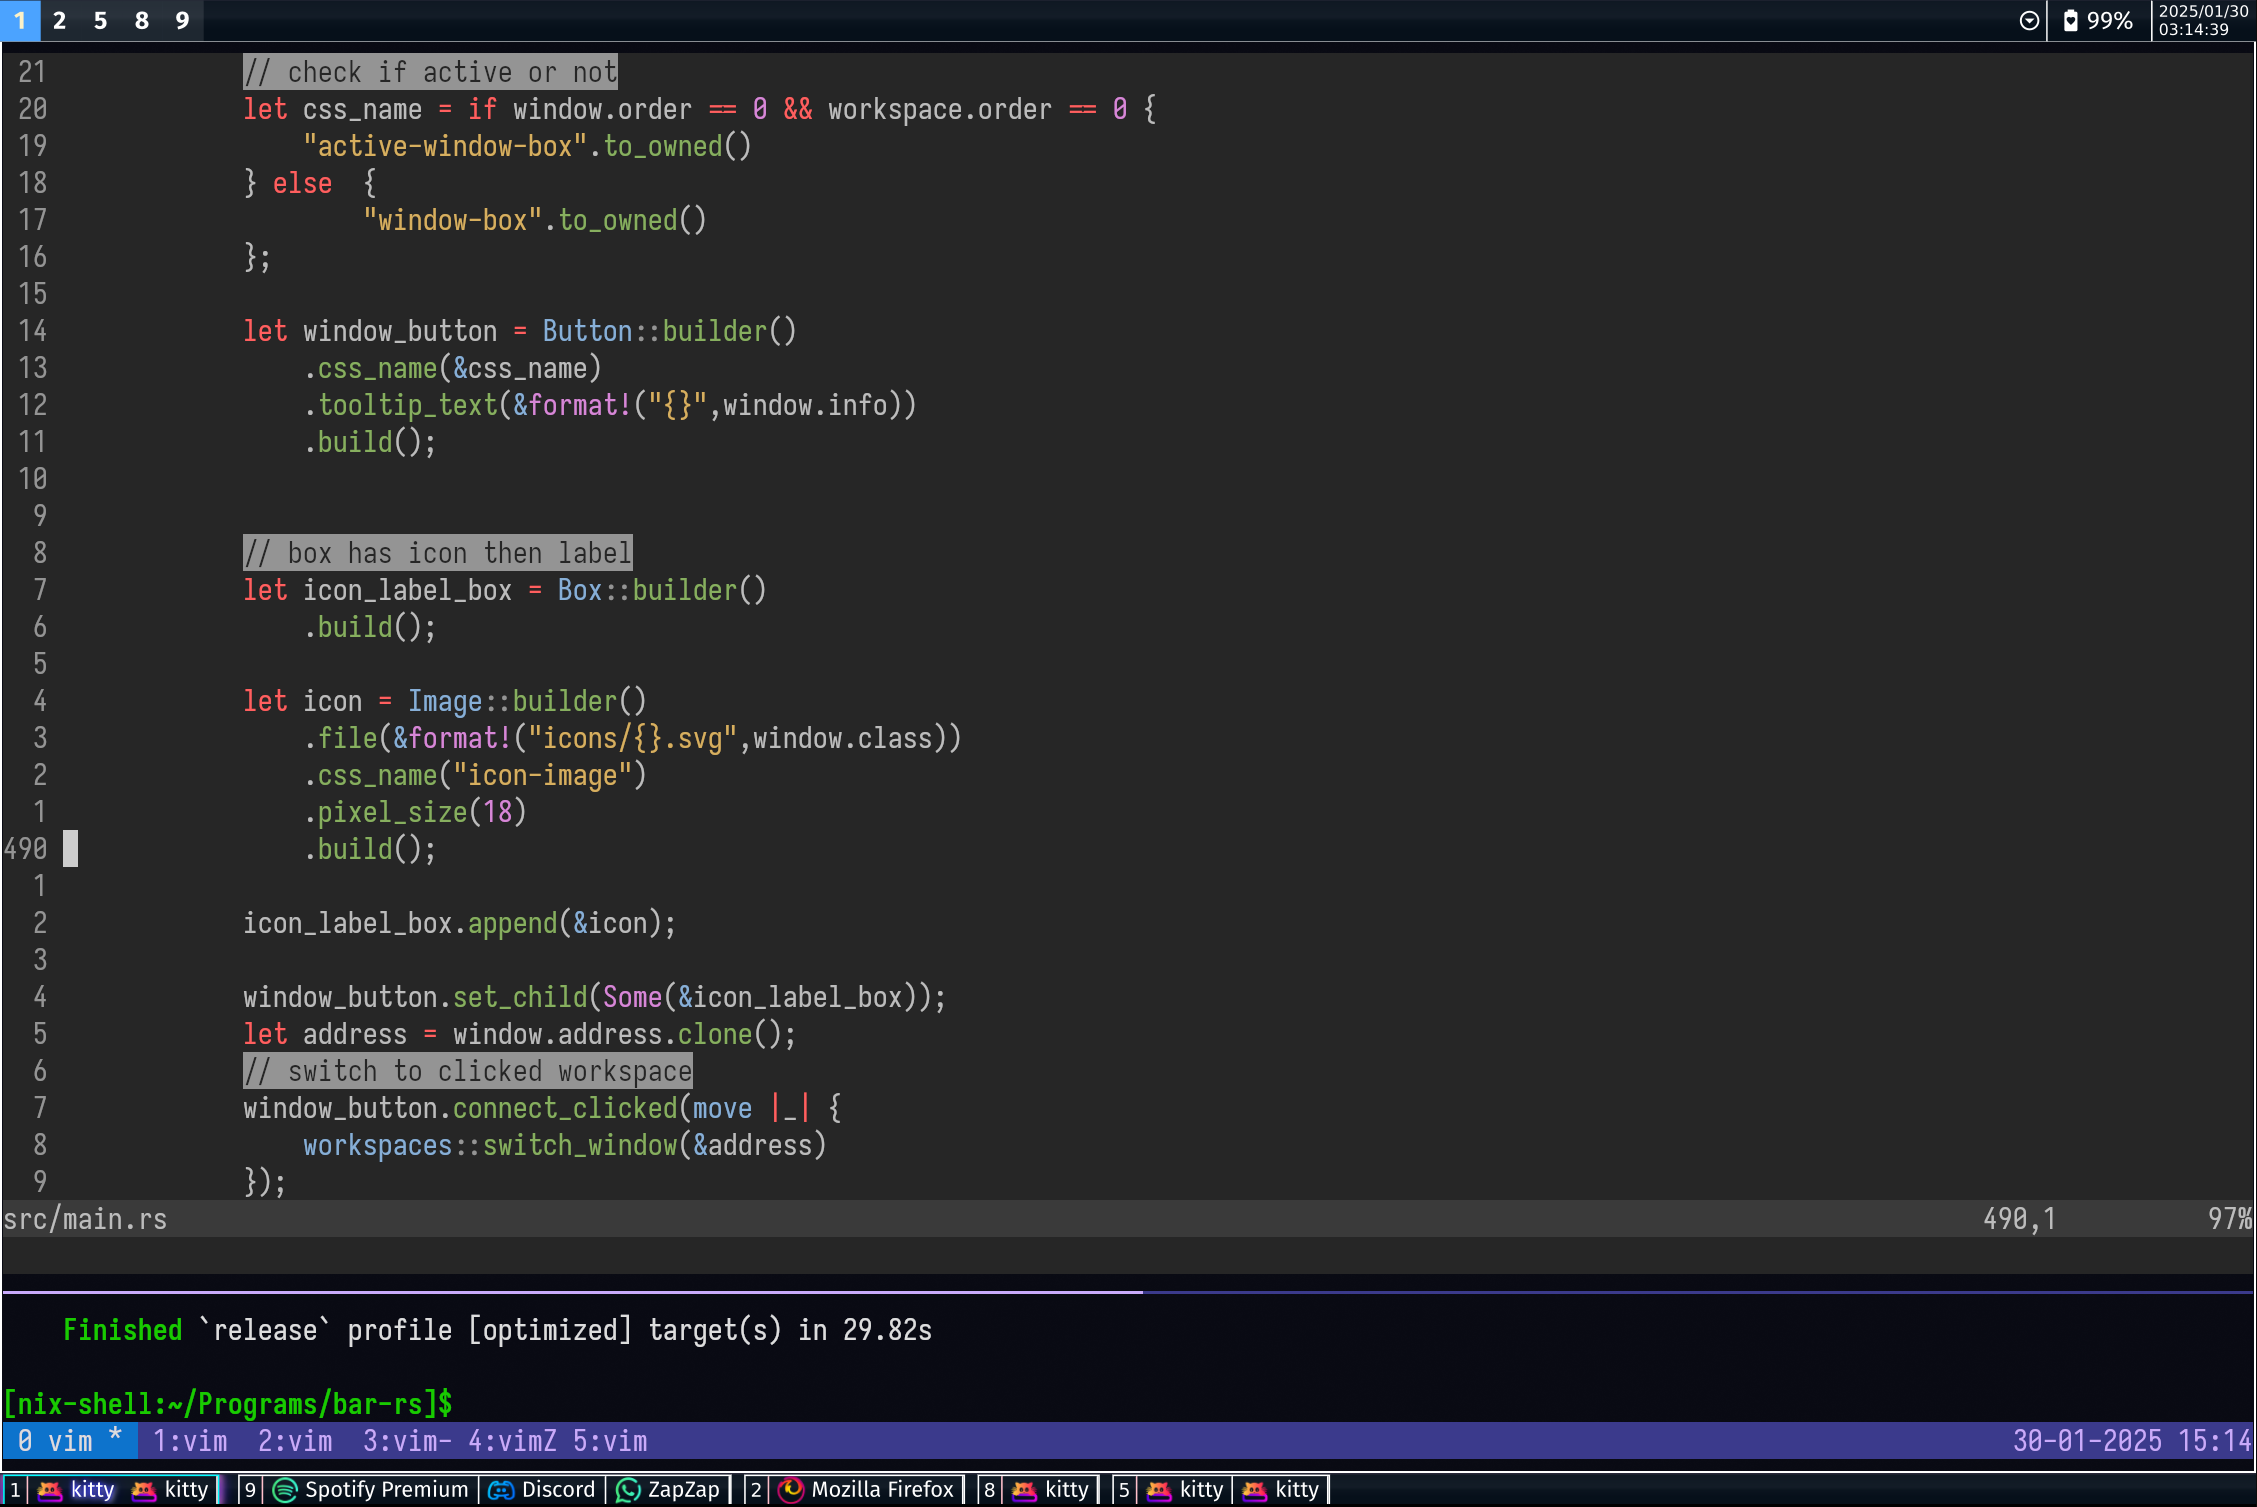 1 2 5 8 9 99% 2025/01/30
03:14:39
21 // check if active or not
20 let css_name = if window.order == 0 && workspace.order == 0 {
19 "active-window-box".to_owned()
18 } else  {
17 "window-box".to_owned()
16 };
15
14 let window_button = Button::builder()
13 .css_name(&css_name)
12 .tooltip_text(&format!("{}",window.info))
11 .build();
10
9
8 // box has icon then label
7 let icon_label_box = Box::builder()
6 .build();
5
4 let icon = Image::builder()
3 .file(&format!("icons/{}.svg",window.class))
2 .css_name("icon-image")
1 .pixel_size(18)
490 .build();
1
2 icon_label_box.append(&icon);
3
4 window_button.set_child(Some(&icon_label_box));
5 let address = window.address.clone();
6 // switch to clicked workspace
7 window_button.connect_clicked(move |_| {
8 workspaces::switch_window(&address)
9 });
src/main.rs 490,1 97%
Finished `release` profile [optimized] target(s) in 29.82s
[nix-shell:~/Programs/bar-rs]$
0 vim * 1:vim 2:vim 3:vim- 4:vimZ 5:vim 30-01-2025 15:14
1 kitty kitty 9 Spotify Premium Discord ZapZap 2 Mozilla Firefox 8 kitty 5 kitty kitty